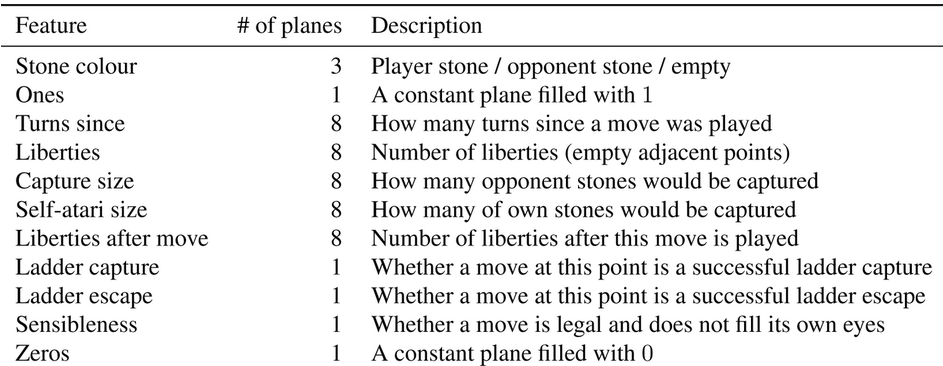 Feature # of planes Description
Stone colour 3 Player stone / opponent stone / empty
Ones 1 A constant plane filled with 1
Turns since 8 How many turns since a move was played
Liberties 8 Number of liberties (empty adjacent points)
Capture size 8 How many opponent stones would be captured
Self-atari size 8 How many of own stones would be captured
Liberties after move 8 Number of liberties after this move is played
Ladder capture 1 Whether a move at this point is a successful ladder capture
Ladder escape 1 Whether a move at this point is a successful ladder escape
Sensibleness 1 Whether a move is legal and does not fill its own eyes
Zeros 1 A constant plane filled with 0